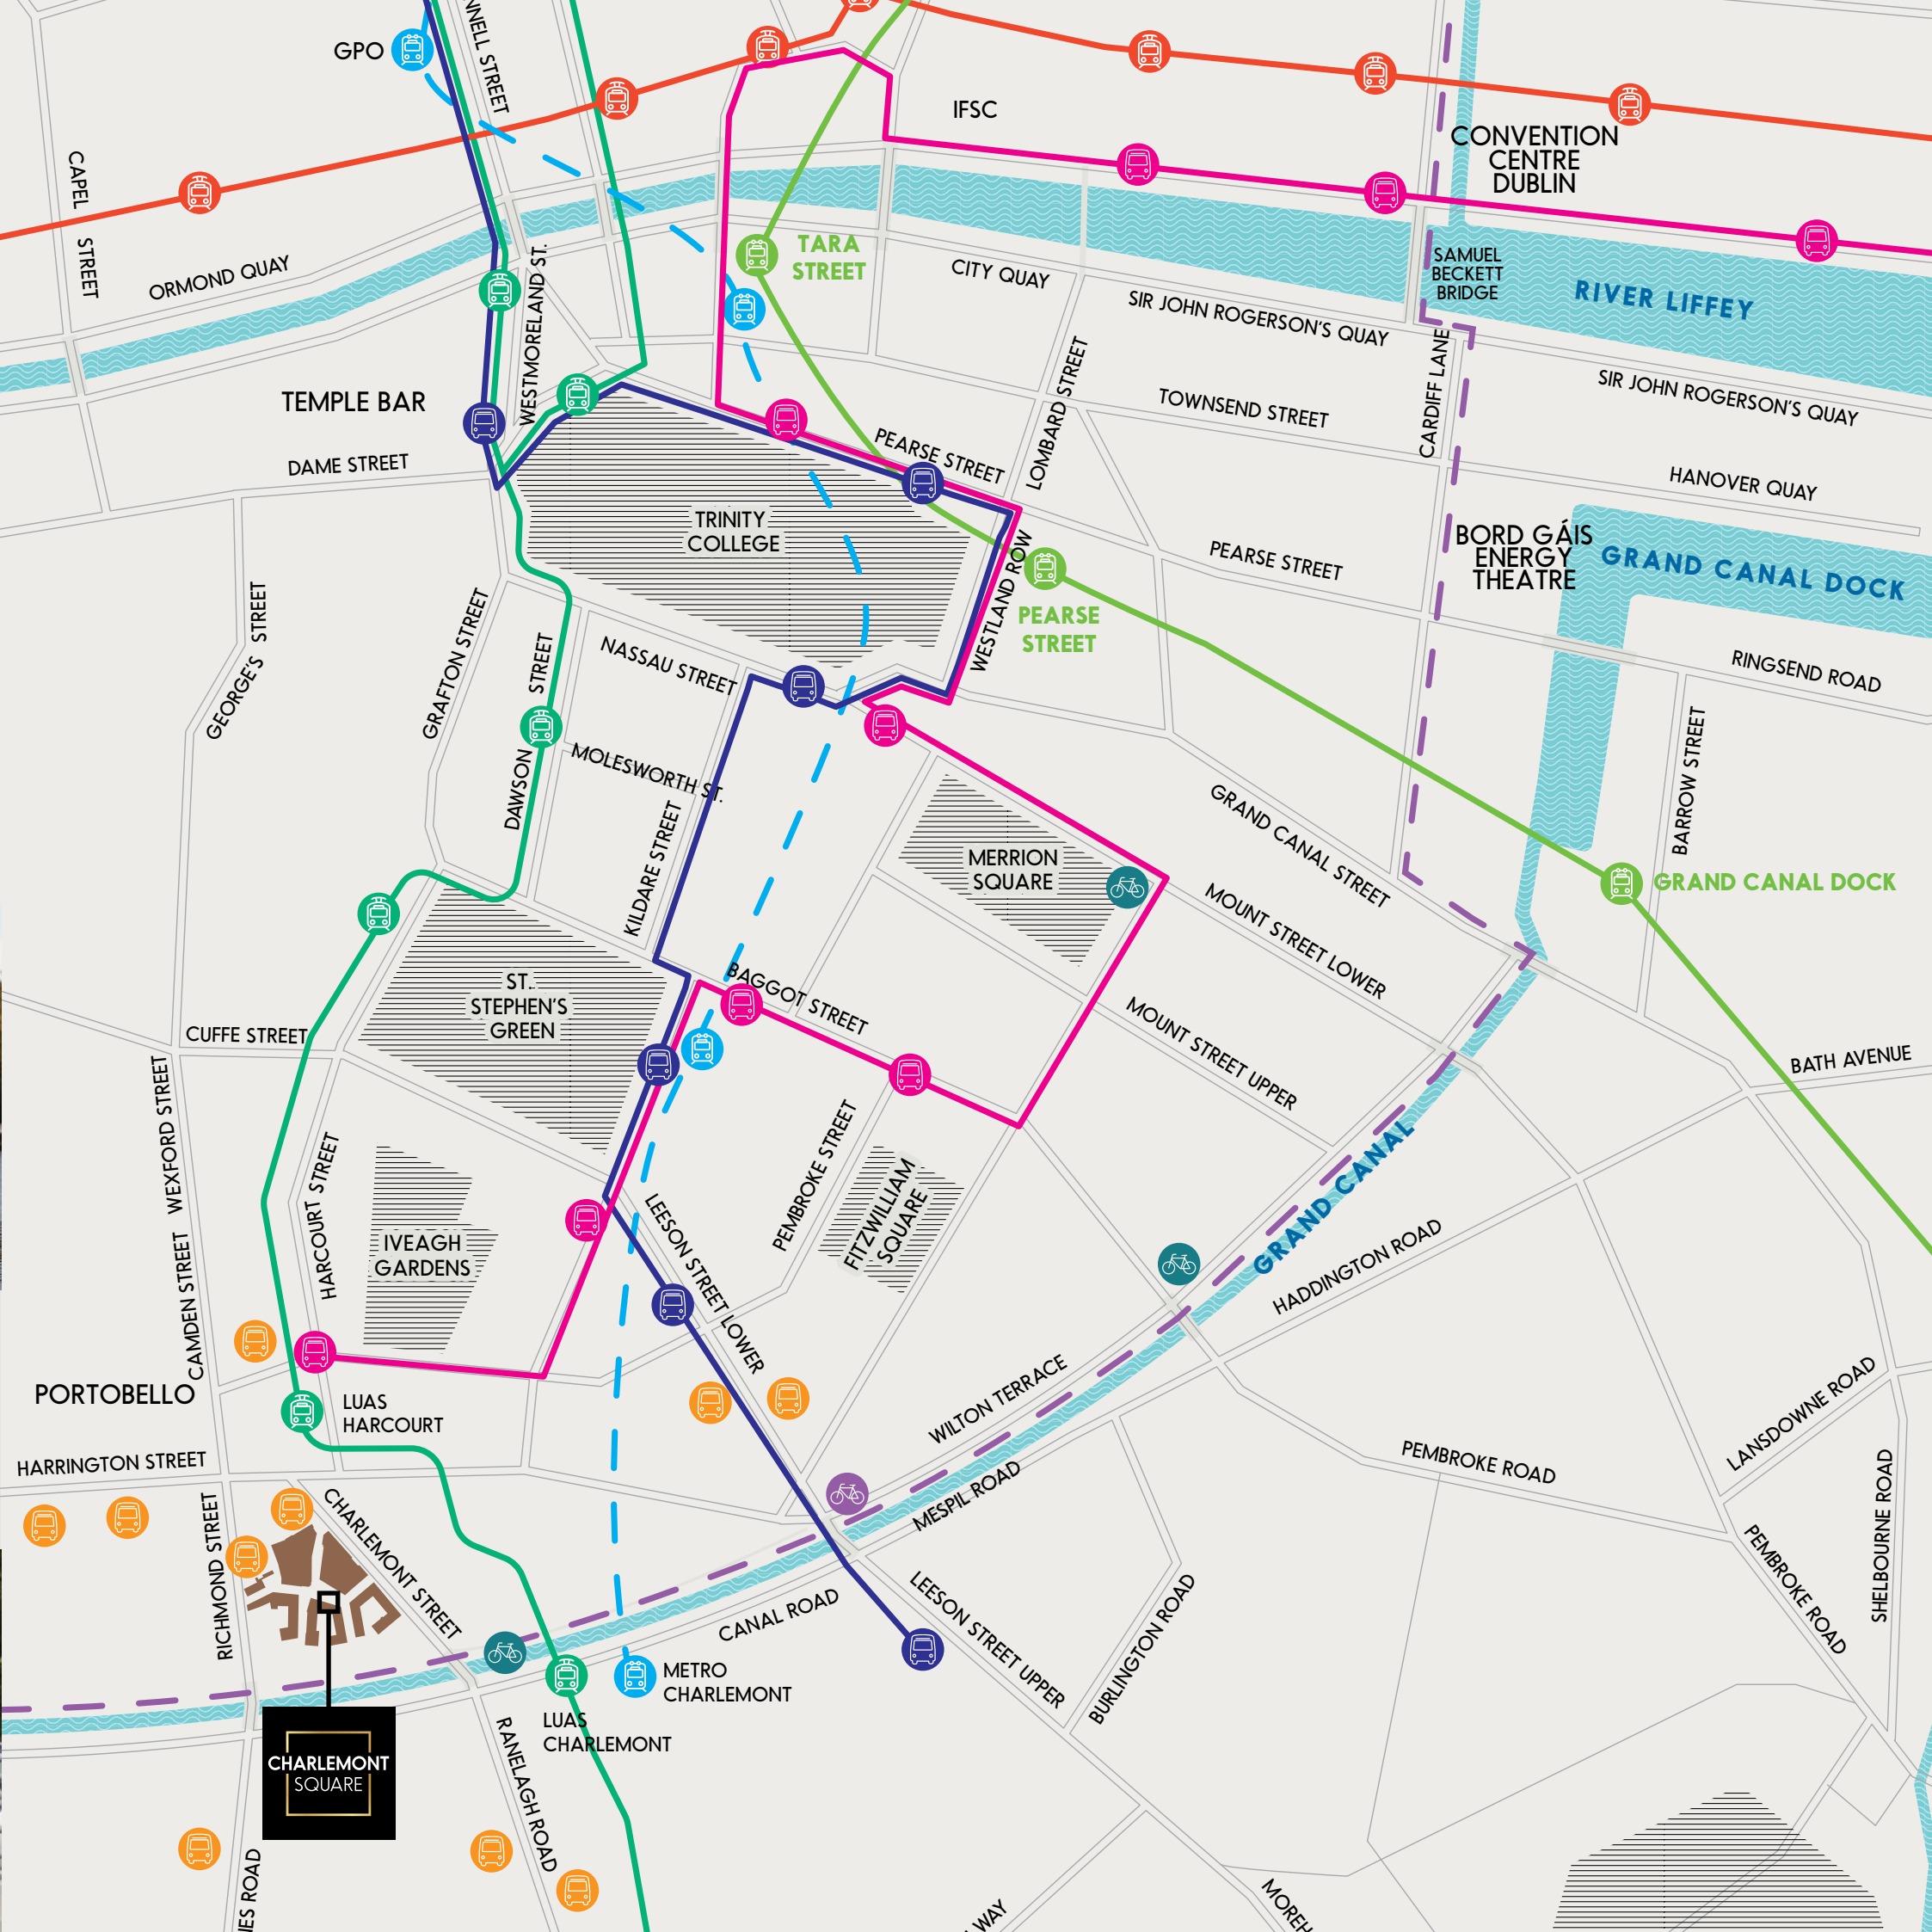 GPO
NNELL STREET
IFSC
CAPEL
STREET
ORMOND QUAY
CONVENTION
CENTRE
DUBLIN
TARA
STREET
CITY QUAY
SIR JOHN ROGERSON'S QUAY
SAMUEL
BECKETT
BRIDGE
RIVER LIFFEY
WESTMORELAND ST.
TEMPLE BAR
DAME STREET
PEARSE STREET
LOMBARD STREET
TOWNSEND STREET
CARDIFF LANE
SIR JOHN ROGERSON'S QUAY
HANOVER QUAY
TRINITY
COLLEGE
PEARSE STREET
BORD GÁIS
ENERGY
THEATRE
GRAND CANAL DOCK
WESTLAND ROW
PEARSE
STREET
GEORGE'S STREET
GRAFTON STREET
DAWSON STREET
NASSAU STREET
MOLESWORTH ST.
KILDARE STREET
RINGSEND ROAD
BARROW STREET
GRAND CANAL STREET
MERRION
SQUARE
GRAND CANAL DOCK
MOUNT STREET LOWER
MOUNT STREET UPPER
BAGGOT STREET
ST.
STEPHEN'S
GREEN
CUFFE STREET
BATH AVENUE
WEXFORD STREET
CAMDEN STREET
HARCOURT STREET
IVEAGH
GARDENS
PEMBROKE STREET
FITZWILLIAM
SQUARE
LEESON STREET LOWER
GRAND CANAL
HADDINGTON ROAD
PORTOBELLO
LUAS
HARCOURT
WILTON TERRACE
MESPIL ROAD
LANSDOWNE ROAD
PEMBROKE ROAD
HARRINGTON STREET
RICHMOND STREET
CHARLEMONT STREET
SHELBOURNE ROAD
PEMBROKE ROAD
CANAL ROAD
LEESON STREET UPPER
BURLINGTON ROAD
METRO
CHARLEMONT
LUAS
CHARLEMONT
CHARLEMONT
SQUARE
RANELAGH ROAD
IES ROAD
WAY
MOREH